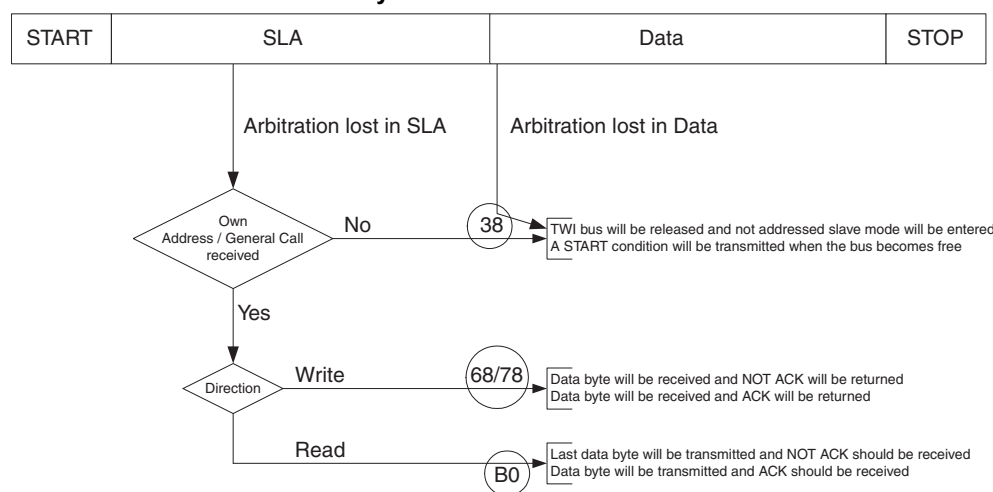 START SLA Data STOP
Arbitration lost in SLA Arbitration lost in Data
Own
Address / General Call
received
No
38
TWI bus will be released and not addressed slave mode will be entered
A START condition will be transmitted when the bus becomes free
Yes
Direction
Write
68/78
Data byte will be received and NOT ACK will be returned
Data byte will be received and ACK will be returned
Read
B0
Last data byte will be transmitted and NOT ACK should be received
Data byte will be transmitted and ACK should be received